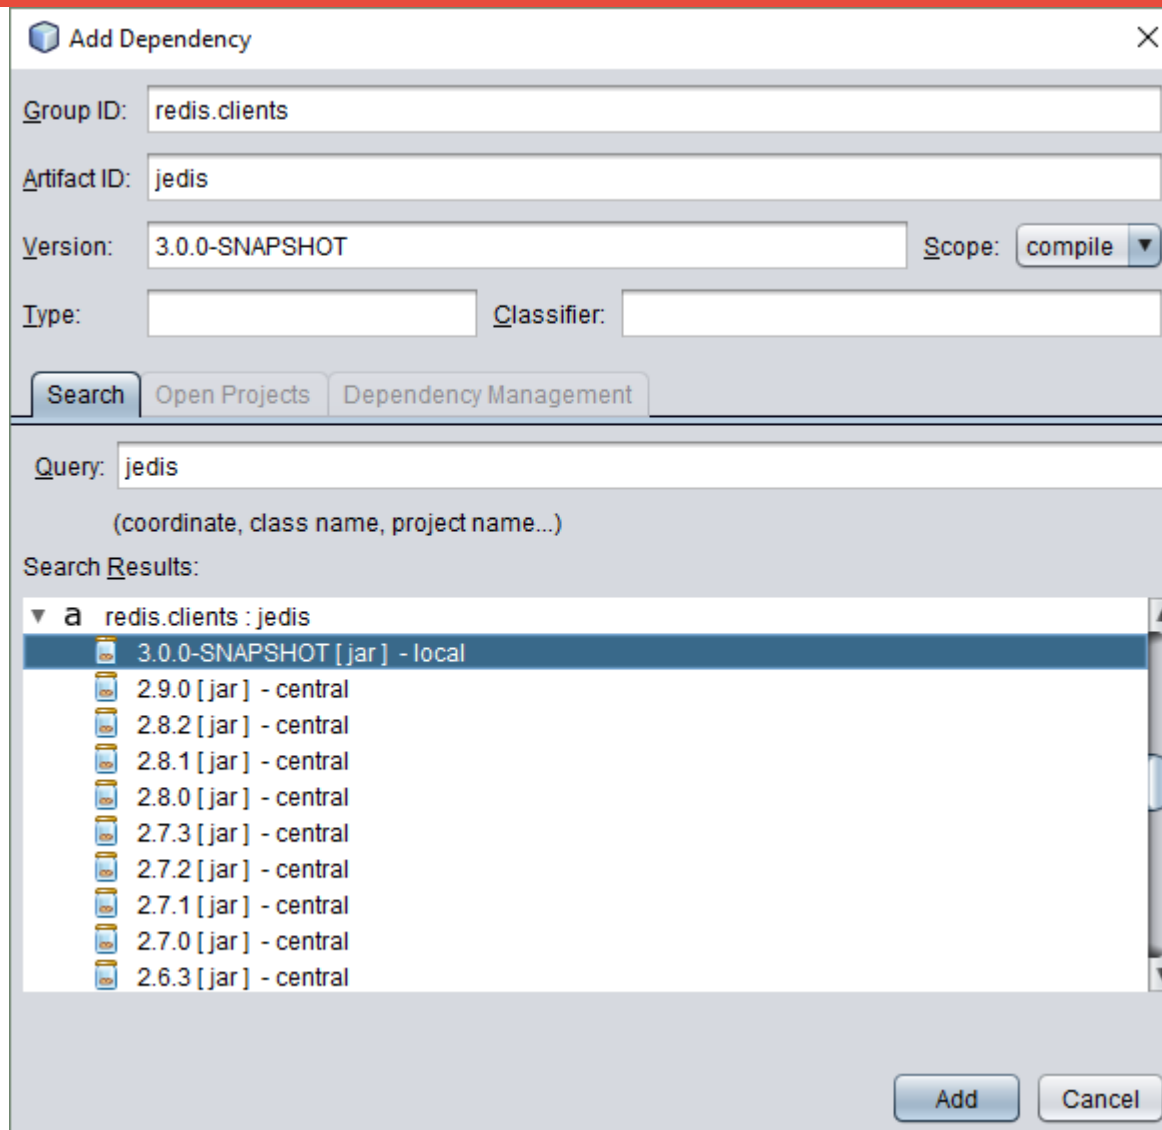 Add Dependency
Group ID: redis.clients
Artifact ID: jedis
Version: 3.0.0-SNAPSHOT Scope: compile
Type: Classifier:
Search Open Projects Dependency Management
Query: jedis
(coordinate, class name, project name...)
Search Results:
a redis.clients : jedis
3.0.0-SNAPSHOT [ jar ] - local
2.9.0 [ jar ] - central
2.8.2 [ jar ] - central
2.8.1 [ jar ] - central
2.8.0 [ jar ] - central
2.7.3 [ jar ] - central
2.7.2 [ jar ] - central
2.7.1 [ jar ] - central
2.7.0 [ jar ] - central
2.6.3 [ jar ] - central
Add Cancel